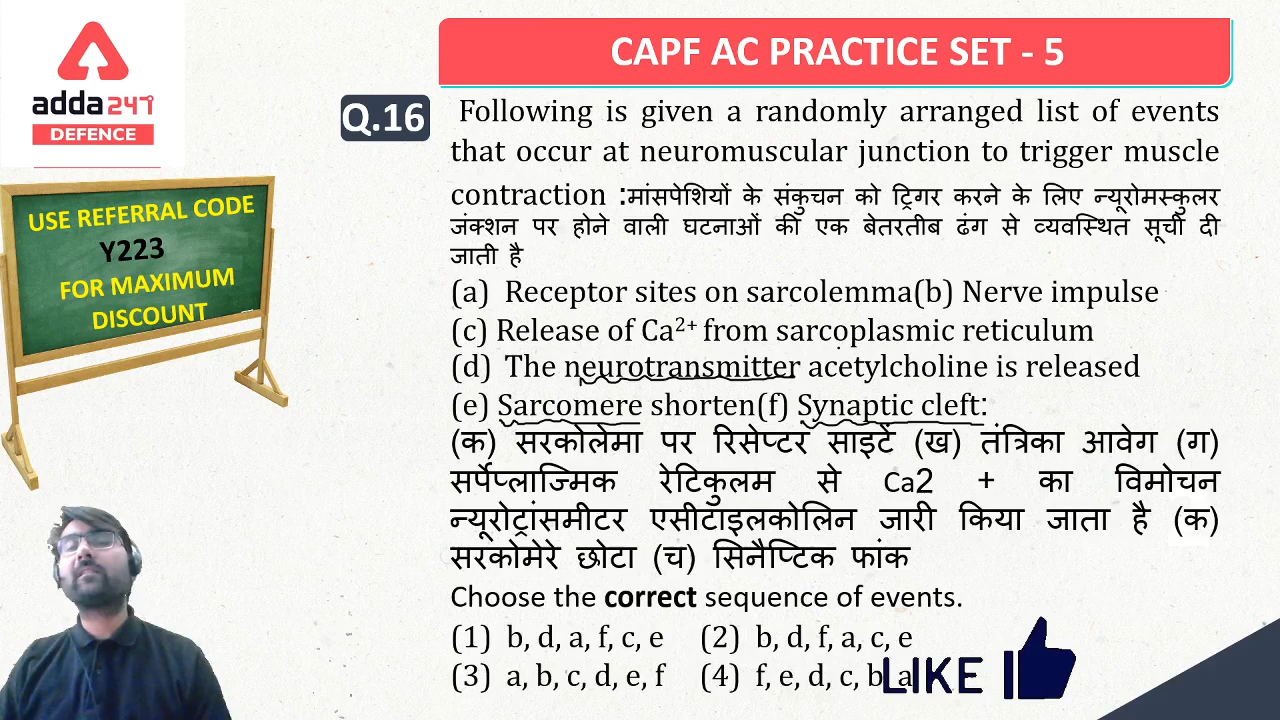 CAPF AC PRACTICE SET - 5
adda247
DEFENCE
USE REFERRAL CODE
Y223
FOR MAXIMUM
DISCOUNT
Q.16 Following is given a randomly arranged list of events
that occur at neuromuscular junction to trigger muscle
contraction :मांसपेशियों के संकुचन को ट्रिगर करने के लिए न्यूरोमस्कुलर
जंक्शन पर होने वाली घटनाओं की एक बेतरतीब ढंग से व्यवस्थित सूची दी
जाती है
(a) Receptor sites on sarcolemma(b) Nerve impulse
(c) Release of Ca²⁺ from sarcoplasmic reticulum
(d) The neurotransmitter acetylcholine is released
(e) Sarcomere shorten(f) Synaptic cleft:
(क) सरकोलेमा पर रिसेप्टर साइटें (ख) तंत्रिका आवेग (ग)
सर्पेप्लाज्मिक रेटिकुलम से Ca2 + का विमोचन
न्यूरोट्रांसमीटर एसीटाइलकोलिन जारी किया जाता है (क)
सरकोमेरे छोटा (च) सिनैप्टिक फांक
Choose the correct sequence of events.
(1) b, d, a, f, c, e (2) b, d, f, a, c, e
(3) a, b, c, d, e, f (4) f, e, d, c, b, a
LIKE